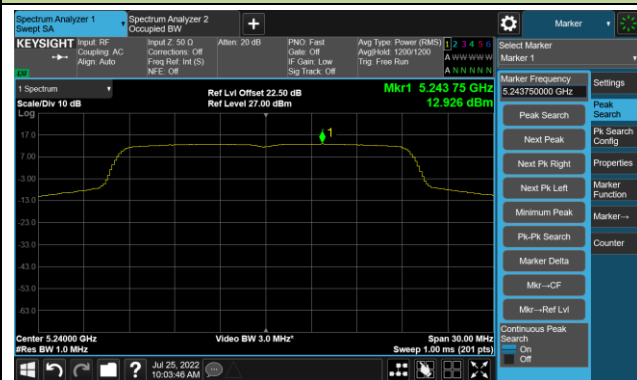 Spectrum Analyzer 1
Swept SA
Spectrum Analyzer 2
Occupied BW
Marker
KEYSIGHT
Input: RF
Coupling: AC
Align: Auto
Input Z: 50 Ω
Corrections: Off
Freq Ref: Int (S)
NFE: Off
Atten: 20 dB
PNO: Fast
Gate: Off
IF Gain: Low
Sig Track: Off
Avg Type: Power (RMS)
Avg|Hold: 1200/1200
Trig: Free Run
1 2 3 4 5 6
A W W W W W
A N N N N N
Select Marker
Marker 1
1 Spectrum
Scale/Div 10 dB
Log
Ref Lvl Offset 22.50 dB
Ref Level 27.00 dBm
Mkr1 5.243 75 GHz
12.926 dBm
1
17.0
7.00
-3.00
-13.0
-23.0
-33.0
-43.0
-53.0
-63.0
Center 5.24000 GHz
#Res BW 1.0 MHz
Video BW 3.0 MHz*
Span 30.00 MHz
Sweep 1.00 ms (201 pts)
Marker Frequency
5.243750000 GHz
Peak Search
Next Peak
Next Pk Right
Next Pk Left
Minimum Peak
Pk-Pk Search
Marker Delta
Mkr→CF
Mkr→Ref Lvl
Continuous Peak
Search
On
Off
Settings
Peak
Search
Pk Search
Config
Properties
Marker
Function
Marker→
Counter
Jul 25, 2022
10:03:46 AM